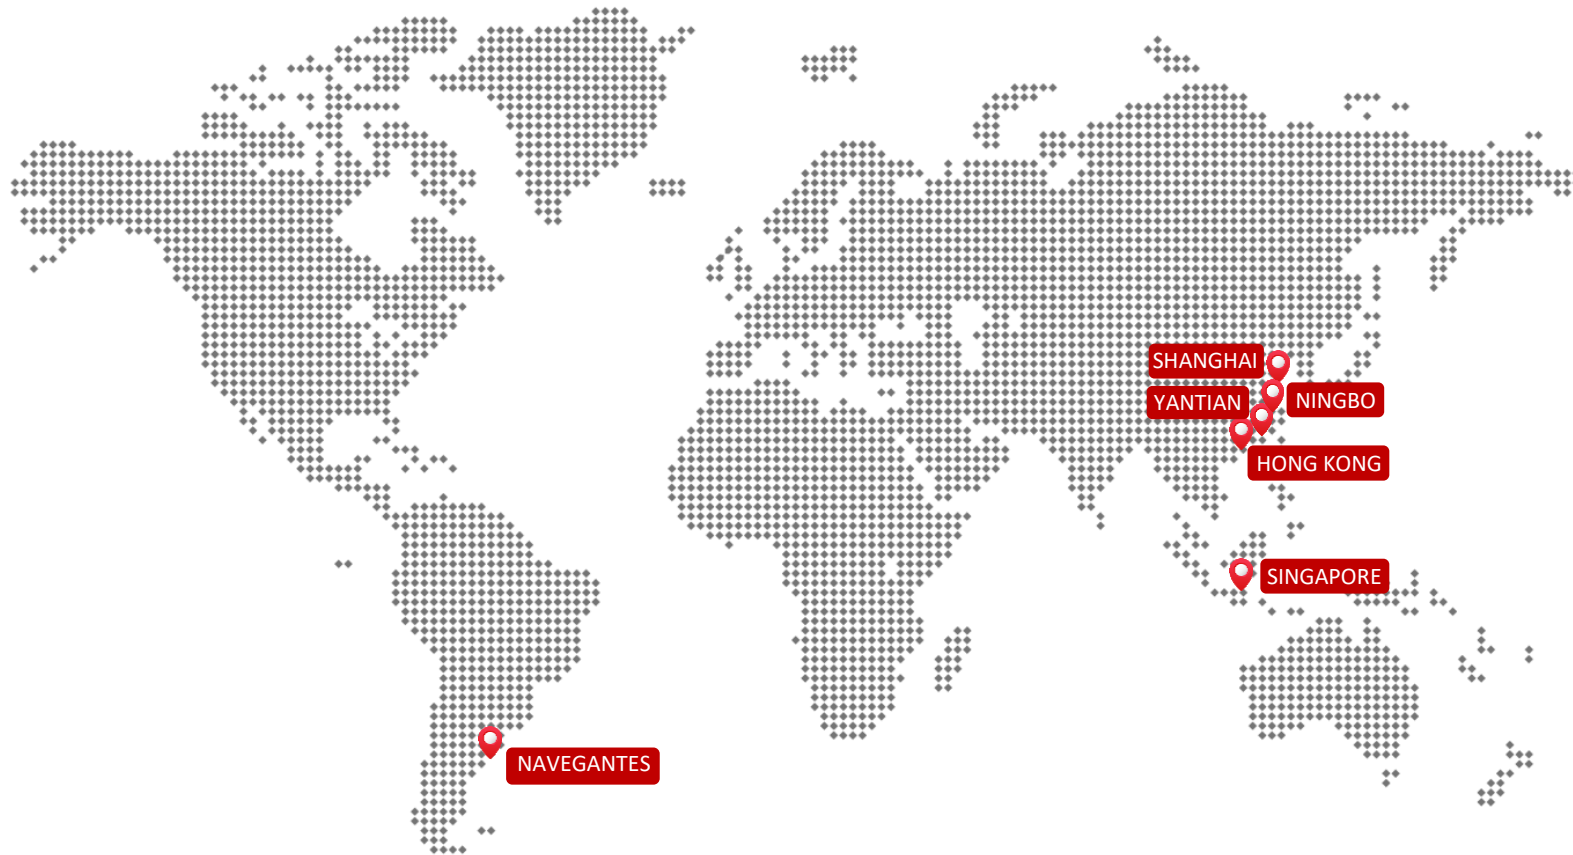 SHANGHAI
YANTIAN
NINGBO
HONG KONG
SINGAPORE
NAVEGANTES